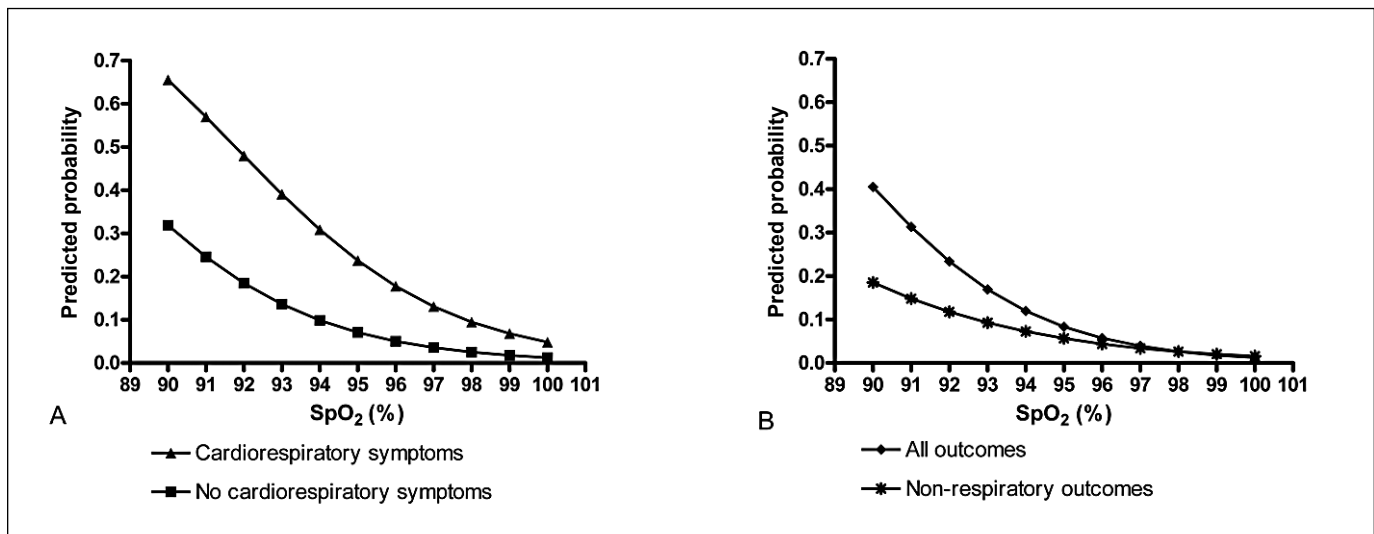 0.7
0.6
0.5
0.4
0.3
0.2
0.1
0.0
Predicted probability
89 90 91 92 93 94 95 96 97 98 99 100 101
SpO₂ (%)
A
Cardiorespiratory symptoms
No cardiorespiratory symptoms
0.7
0.6
0.5
0.4
0.3
0.2
0.1
0.0
Predicted probability
89 90 91 92 93 94 95 96 97 98 99 100 101
SpO₂ (%)
B
All outcomes
Non-respiratory outcomes